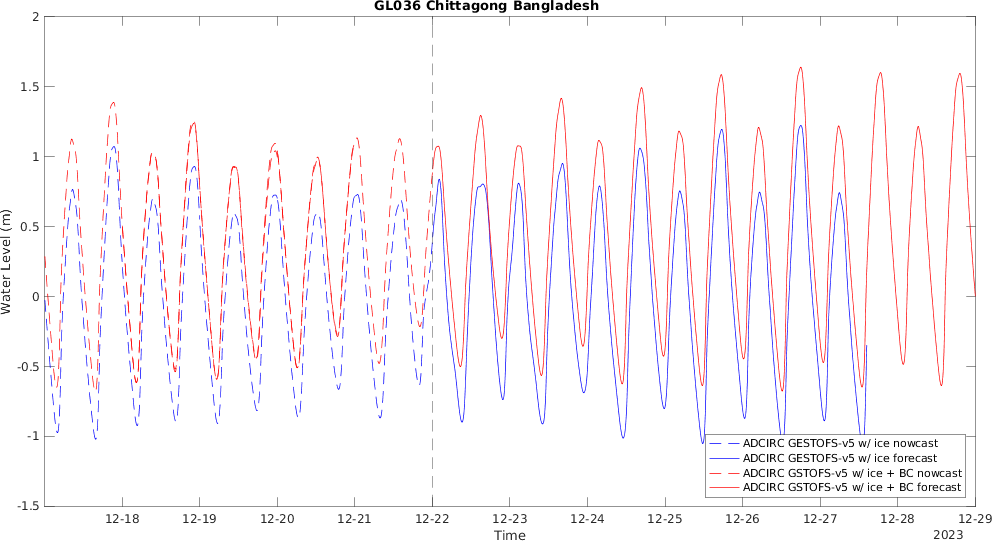 GL036 Chittagong Bangladesh
2
1.5
1
0.5
0
-0.5
-1
-1.5
Water Level (m)
ADCIRC GESTOFS-v5 w/ ice nowcast
ADCIRC GESTOFS-v5 w/ ice forecast
ADCIRC GSTOFS-v5 w/ ice + BC nowcast
ADCIRC GSTOFS-v5 w/ ice + BC forecast
12-18 12-19 12-20 12-21 12-22 12-23 12-24 12-25 12-26 12-27 12-28 12-29
Time
2023